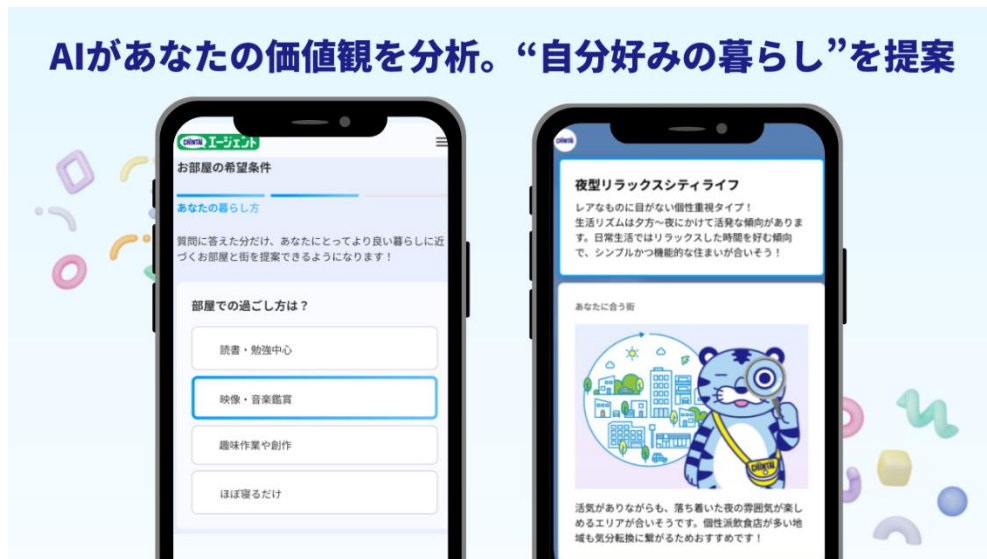 AIがあなたの価値観を分析。“自分好みの暮らし”を提案
CHINTAI エージェント
お部屋の希望条件
あなたの暮らし方
質問に答えた分だけ、あなたにとってより良い暮らしに近
づくお部屋と街を提案できるようになります！
部屋での過ごし方は？
読書・勉強中心
映像・音楽鑑賞
趣味作業や創作
ほぼ寝るだけ
CHINTAI
夜型リラックスシティライフ
レアなものに目がない個性重視タイプ！
生活リズムは夕方～夜にかけて活発な傾向がありま
す。日常生活ではリラックスした時間を好む傾向
で、シンプルかつ機能的な住まいが合いそう！
あなたに合う街
CHINTAI
活気がありながらも、落ち着いた夜の雰囲気が楽し
めるエリアが合いそうです。個性派飲食店が多い地
域も気分転換に繋がるためおすすめです！